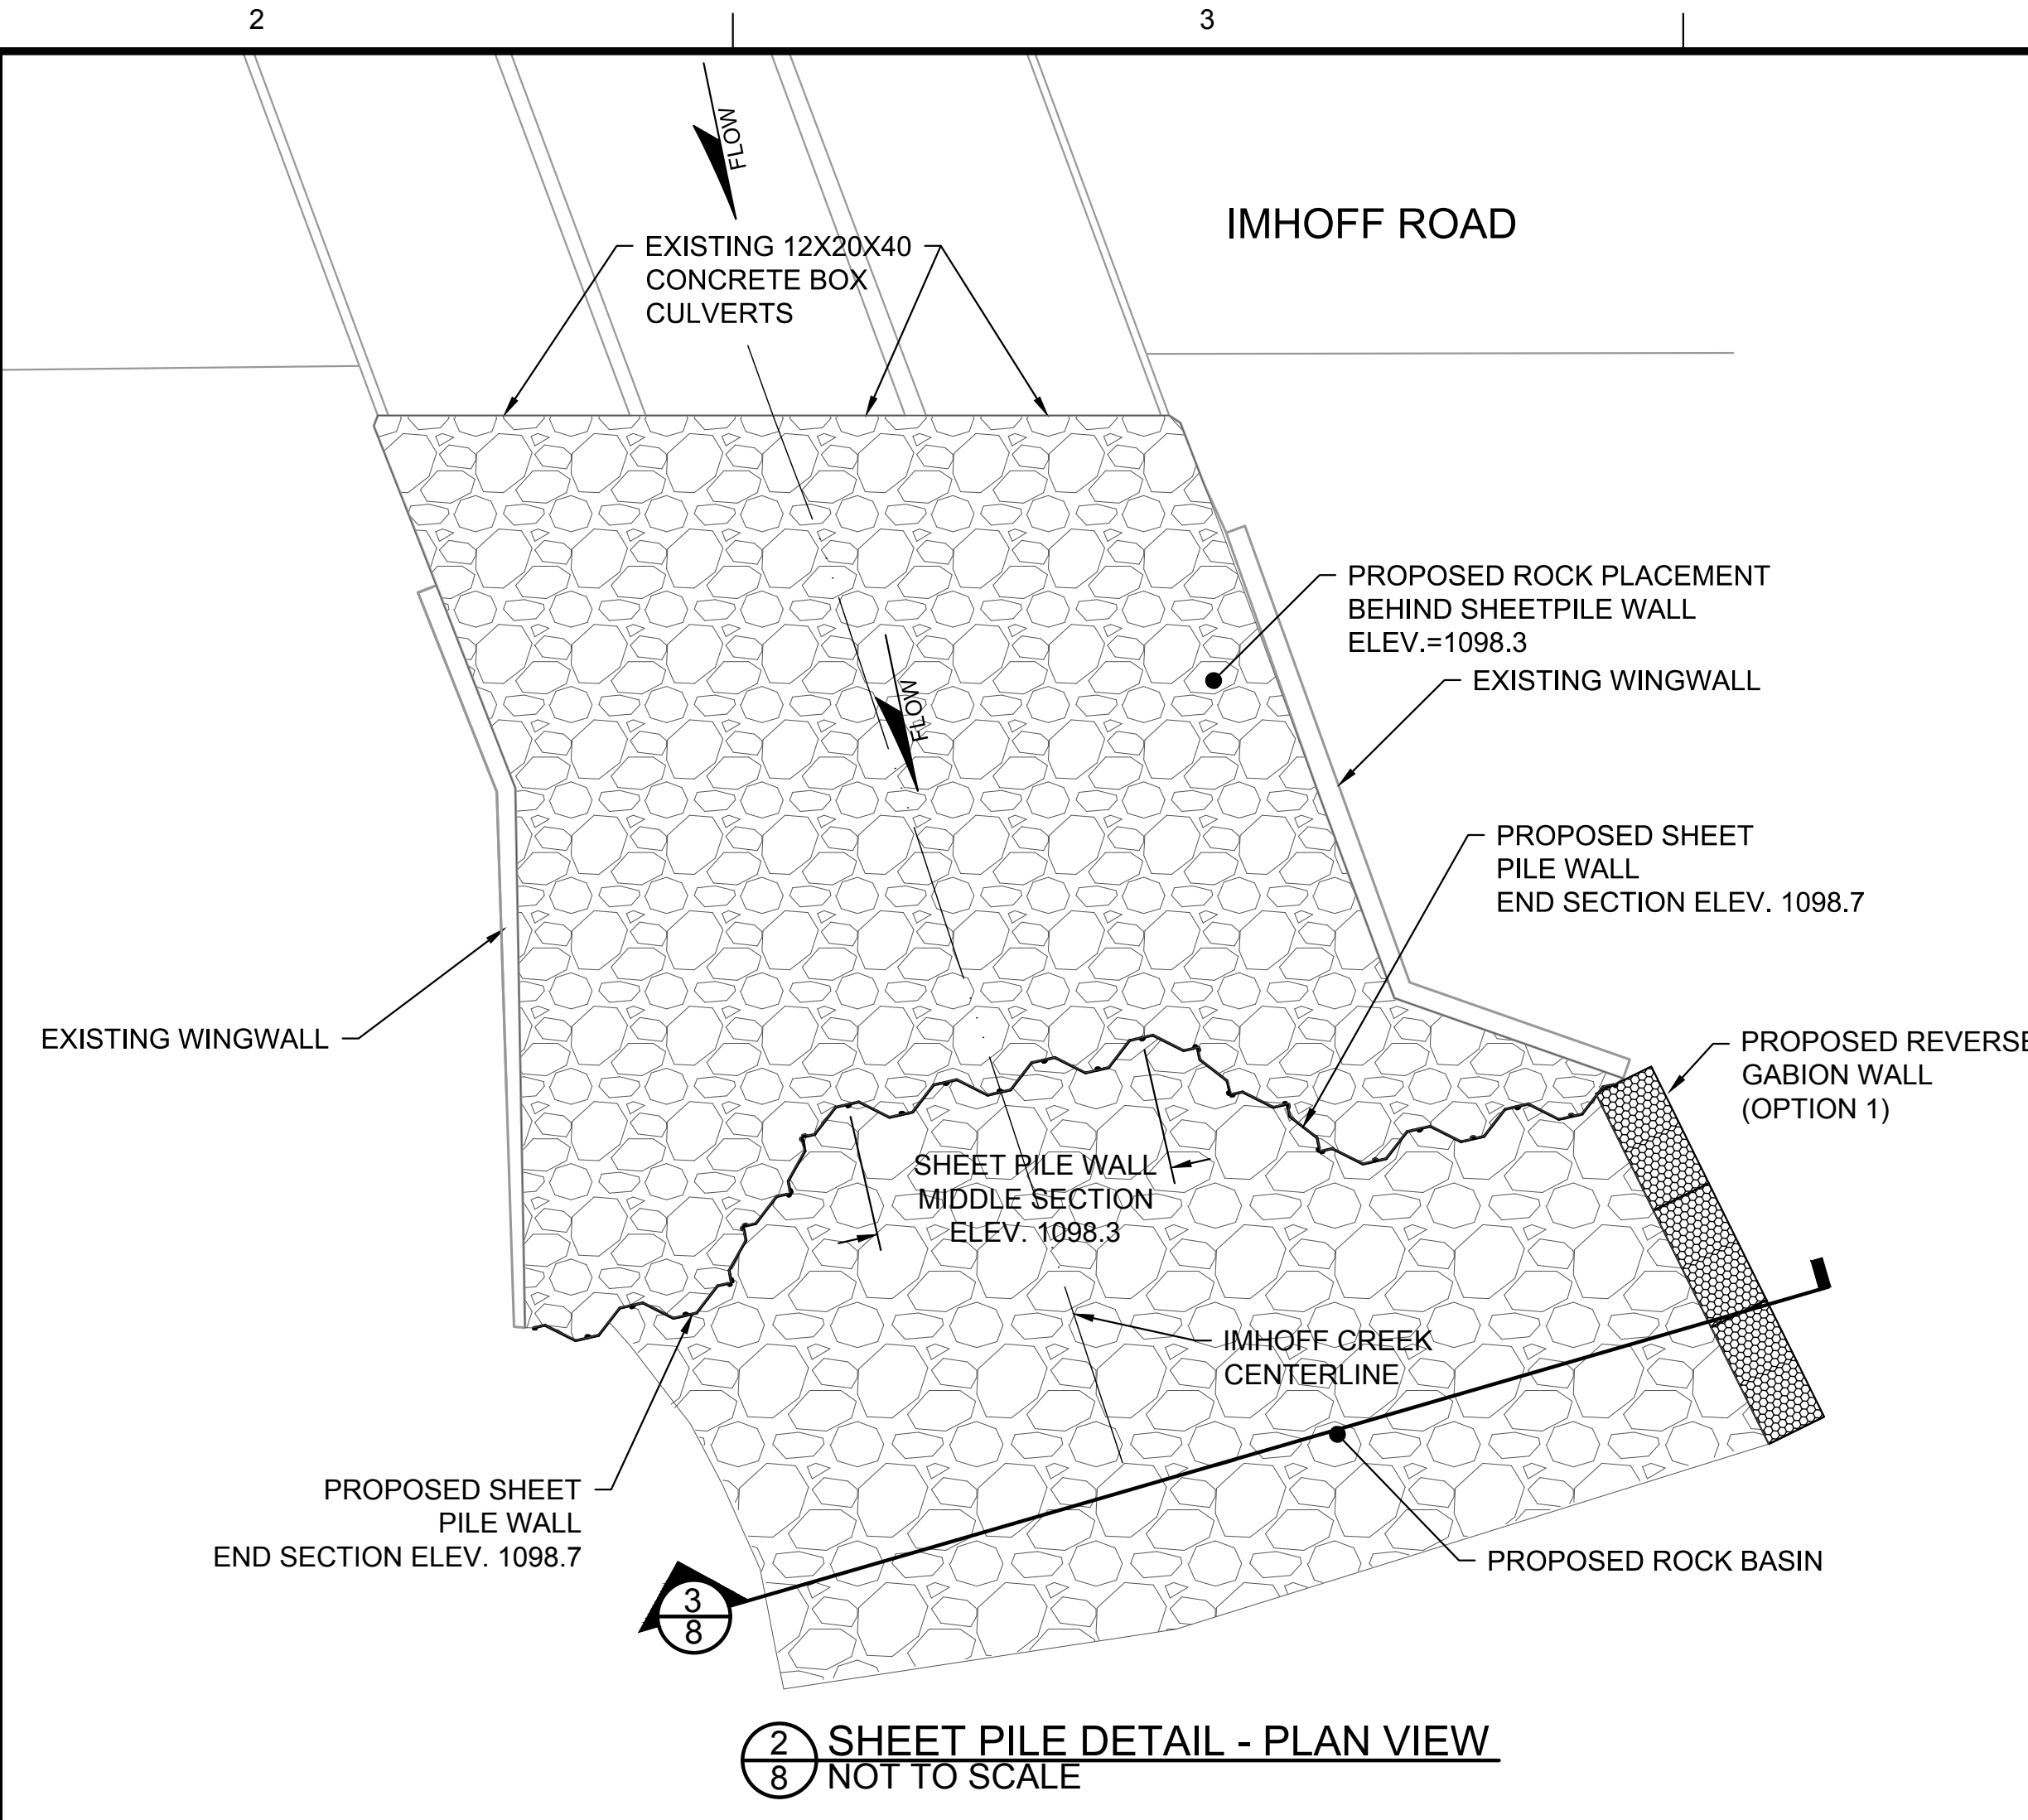 2
3
FLOW
IMHOFF ROAD
EXISTING 12X20X40
CONCRETE BOX
CULVERTS
PROPOSED ROCK PLACEMENT
BEHIND SHEETPILE WALL
ELEV.=1098.3
EXISTING WINGWALL
FLOW
PROPOSED SHEET
PILE WALL
END SECTION ELEV. 1098.7
EXISTING WINGWALL
PROPOSED REVERSE
GABION WALL
(OPTION 1)
SHEET PILE WALL
MIDDLE SECTION
ELEV. 1098.3
IMHOFF CREEK
CENTERLINE
PROPOSED SHEET
PILE WALL
END SECTION ELEV. 1098.7
PROPOSED ROCK BASIN
3
8
2
8
SHEET PILE DETAIL - PLAN VIEW
NOT TO SCALE